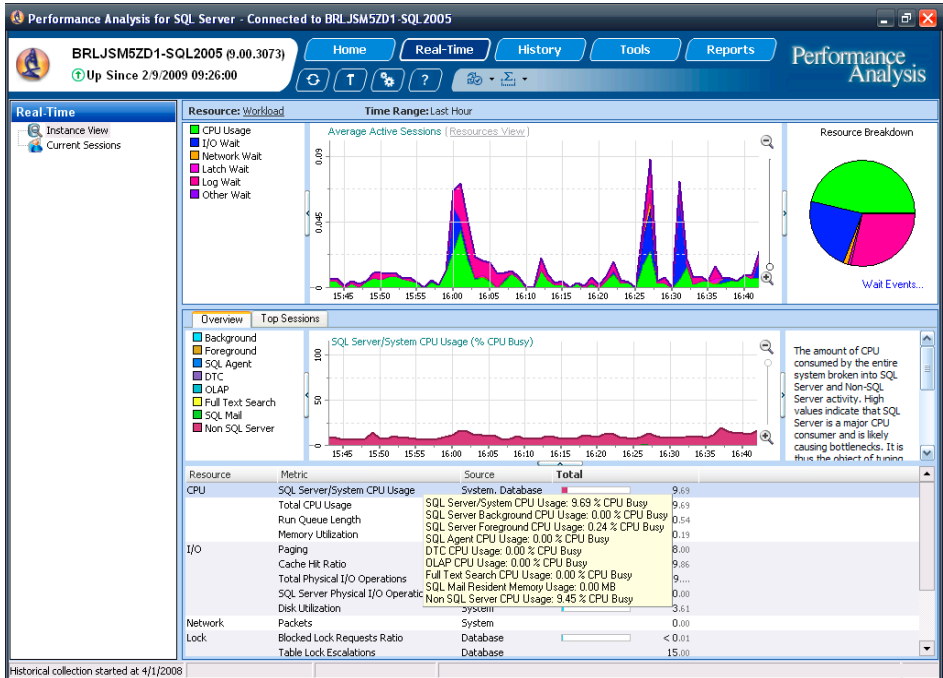 Performance Analysis for SQL Server - Connected to BRLJSM5ZD1-SQL2005
BRLJSM5ZD1-SQL2005 (9.00.3073)
Up Since 2/9/2009 09:26:00
Home
Real-Time
History
Tools
Reports
Performance
Analysis
Real-Time
Instance View
Current Sessions
Resource: Workload
Time Range: Last Hour
CPU Usage
I/O Wait
Network Wait
Latch Wait
Log Wait
Other Wait
Average Active Sessions [Resources View]
0.09
0.045
0
15:45 15:50 15:55 16:00 16:05 16:10 16:15 16:20 16:25 16:30 16:35 16:40
Resource Breakdown
Wait Events...
Overview
Top Sessions
Background
Foreground
SQL Agent
DTC
OLAP
Full Text Search
SQL Mail
Non SQL Server
SQL Server/System CPU Usage (% CPU Busy)
100
50
0
15:45 15:50 15:55 16:00 16:05 16:10 16:15 16:20 16:25 16:30 16:35 16:40
The amount of CPU
consumed by the entire
system broken into SQL
Server and Non-SQL
Server activity. High
values indicate that SQL
Server is a major CPU
consumer and is likely
causing bottlenecks. It is
thus the object of tuning
Resource Metric Source Total
CPU SQL Server/System CPU Usage System, Database 9.69
Total CPU Usage 9.69
Run Queue Length 0.54
Memory Utilization 0.19
I/O Paging 8.00
Cache Hit Ratio 9.86
Total Physical I/O Operations 9....
SQL Server Physical I/O Operatic 0.00
Disk Utilization System 3.61
Network Packets System 0.00
Lock Blocked Lock Requests Ratio Database < 0.01
Table Lock Escalations Database 15.00
SQL Server/System CPU Usage: 9.69 % CPU Busy
SQL Server Background CPU Usage: 0.00 % CPU Busy
SQL Server Foreground CPU Usage: 0.24 % CPU Busy
SQL Agent CPU Usage: 0.00 % CPU Busy
DTC CPU Usage: 0.00 % CPU Busy
OLAP CPU Usage: 0.00 % CPU Busy
Full Text Search CPU Usage: 0.00 % CPU Busy
SQL Mail Resident Memory Usage: 0.00 MB
Non SQL Server CPU Usage: 9.45 % CPU Busy
Historical collection started at 4/1/2008